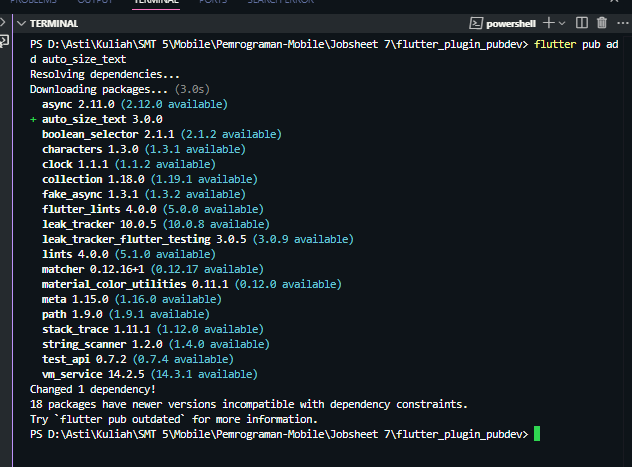 PROBLEMS OUTPUT TERMINAL PORTS SEARCH ERROR
TERMINAL powershell
PS D:\Asti\Kuliah\SMT 5\Mobile\Pemrograman-Mobile\Jobsheet 7\flutter_plugin_pubdev> flutter pub ad
d auto_size_text
Resolving dependencies...
Downloading packages... (3.0s)
async 2.11.0 (2.12.0 available)
+ auto_size_text 3.0.0
boolean_selector 2.1.1 (2.1.2 available)
characters 1.3.0 (1.3.1 available)
clock 1.1.1 (1.1.2 available)
collection 1.18.0 (1.19.1 available)
fake_async 1.3.1 (1.3.2 available)
flutter_lints 4.0.0 (5.0.0 available)
leak_tracker 10.0.5 (10.0.8 available)
leak_tracker_flutter_testing 3.0.5 (3.0.9 available)
lints 4.0.0 (5.1.0 available)
matcher 0.12.16+1 (0.12.17 available)
material_color_utilities 0.11.1 (0.12.0 available)
meta 1.15.0 (1.16.0 available)
path 1.9.0 (1.9.1 available)
stack_trace 1.11.1 (1.12.0 available)
string_scanner 1.2.0 (1.4.0 available)
test_api 0.7.2 (0.7.4 available)
vm_service 14.2.5 (14.3.1 available)
Changed 1 dependency!
18 packages have newer versions incompatible with dependency constraints.
Try `flutter pub outdated` for more information.
PS D:\Asti\Kuliah\SMT 5\Mobile\Pemrograman-Mobile\Jobsheet 7\flutter_plugin_pubdev>